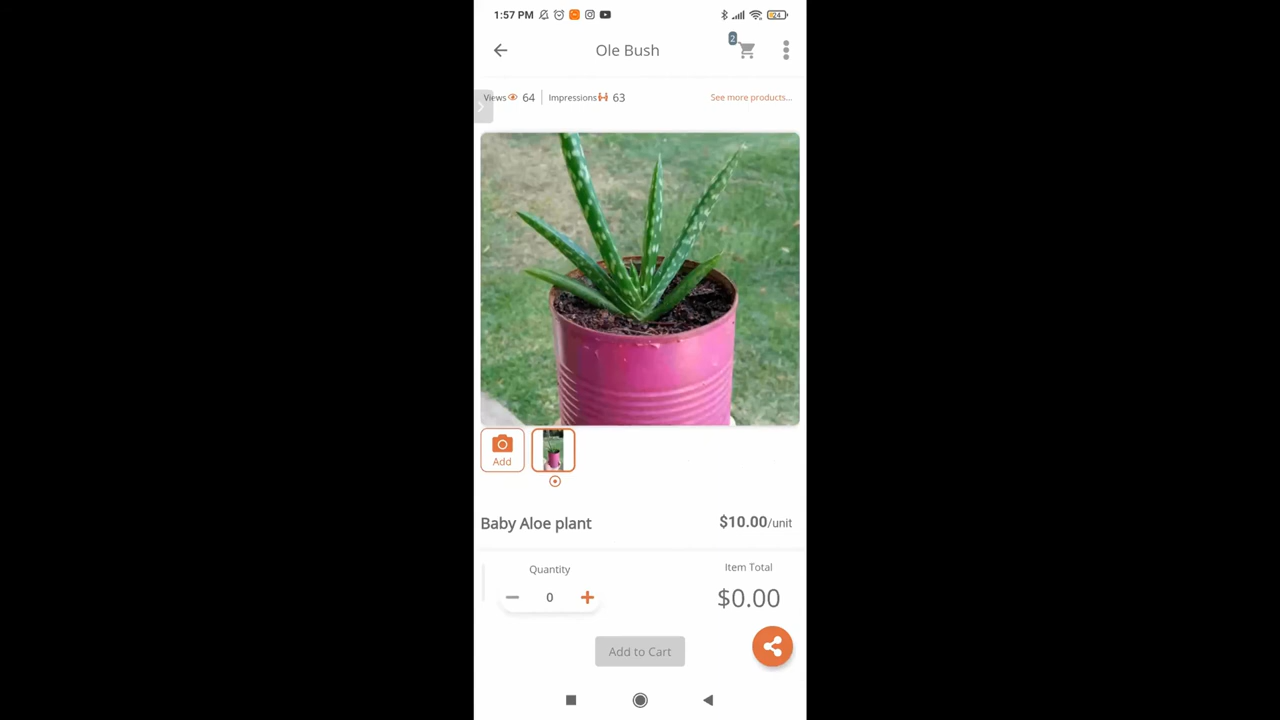 1:57 PM 24
Ole Bush 2
Views 64 Impressions 63 See more products...
Add
Baby Aloe plant $10.00/unit
Quantity Item Total
0 $0.00
Add to Cart